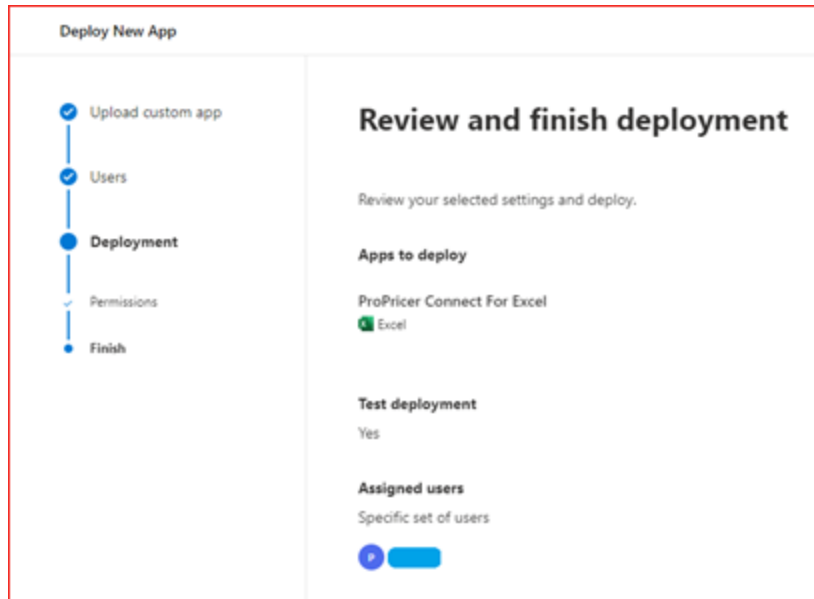 Deploy New App
Upload custom app
Users
Deployment
Permissions
Finish
Review and finish deployment
Review your selected settings and deploy.
Apps to deploy
ProPricer Connect For Excel
Excel
Test deployment
Yes
Assigned users
Specific set of users
P